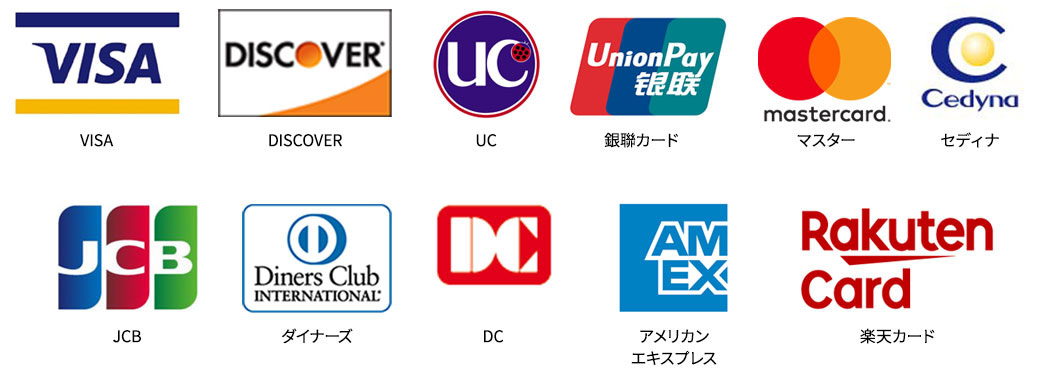 VISA
DISCOVER
UC
UnionPay
银联
mastercard.
Cedyna
VISA
DISCOVER
UC
銀聯カード
マスター
セディナ
JCB
Diners Club
INTERNATIONAL®
DC
AM
EX
Rakuten
Card
JCB
ダイナーズ
DC
アメリカン
エキスプレス
楽天カード